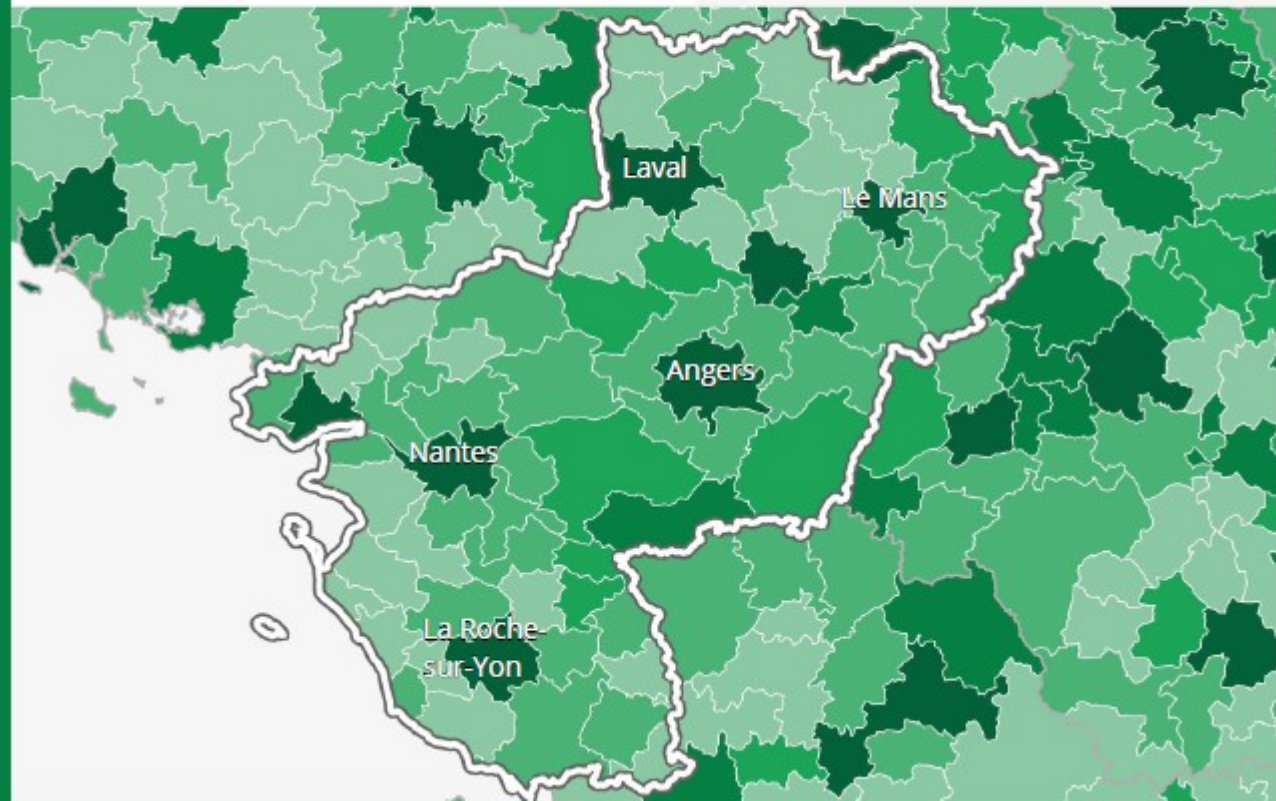 Laval
Le Mans
Angers
Nantes
La Roche-
sur-Yon